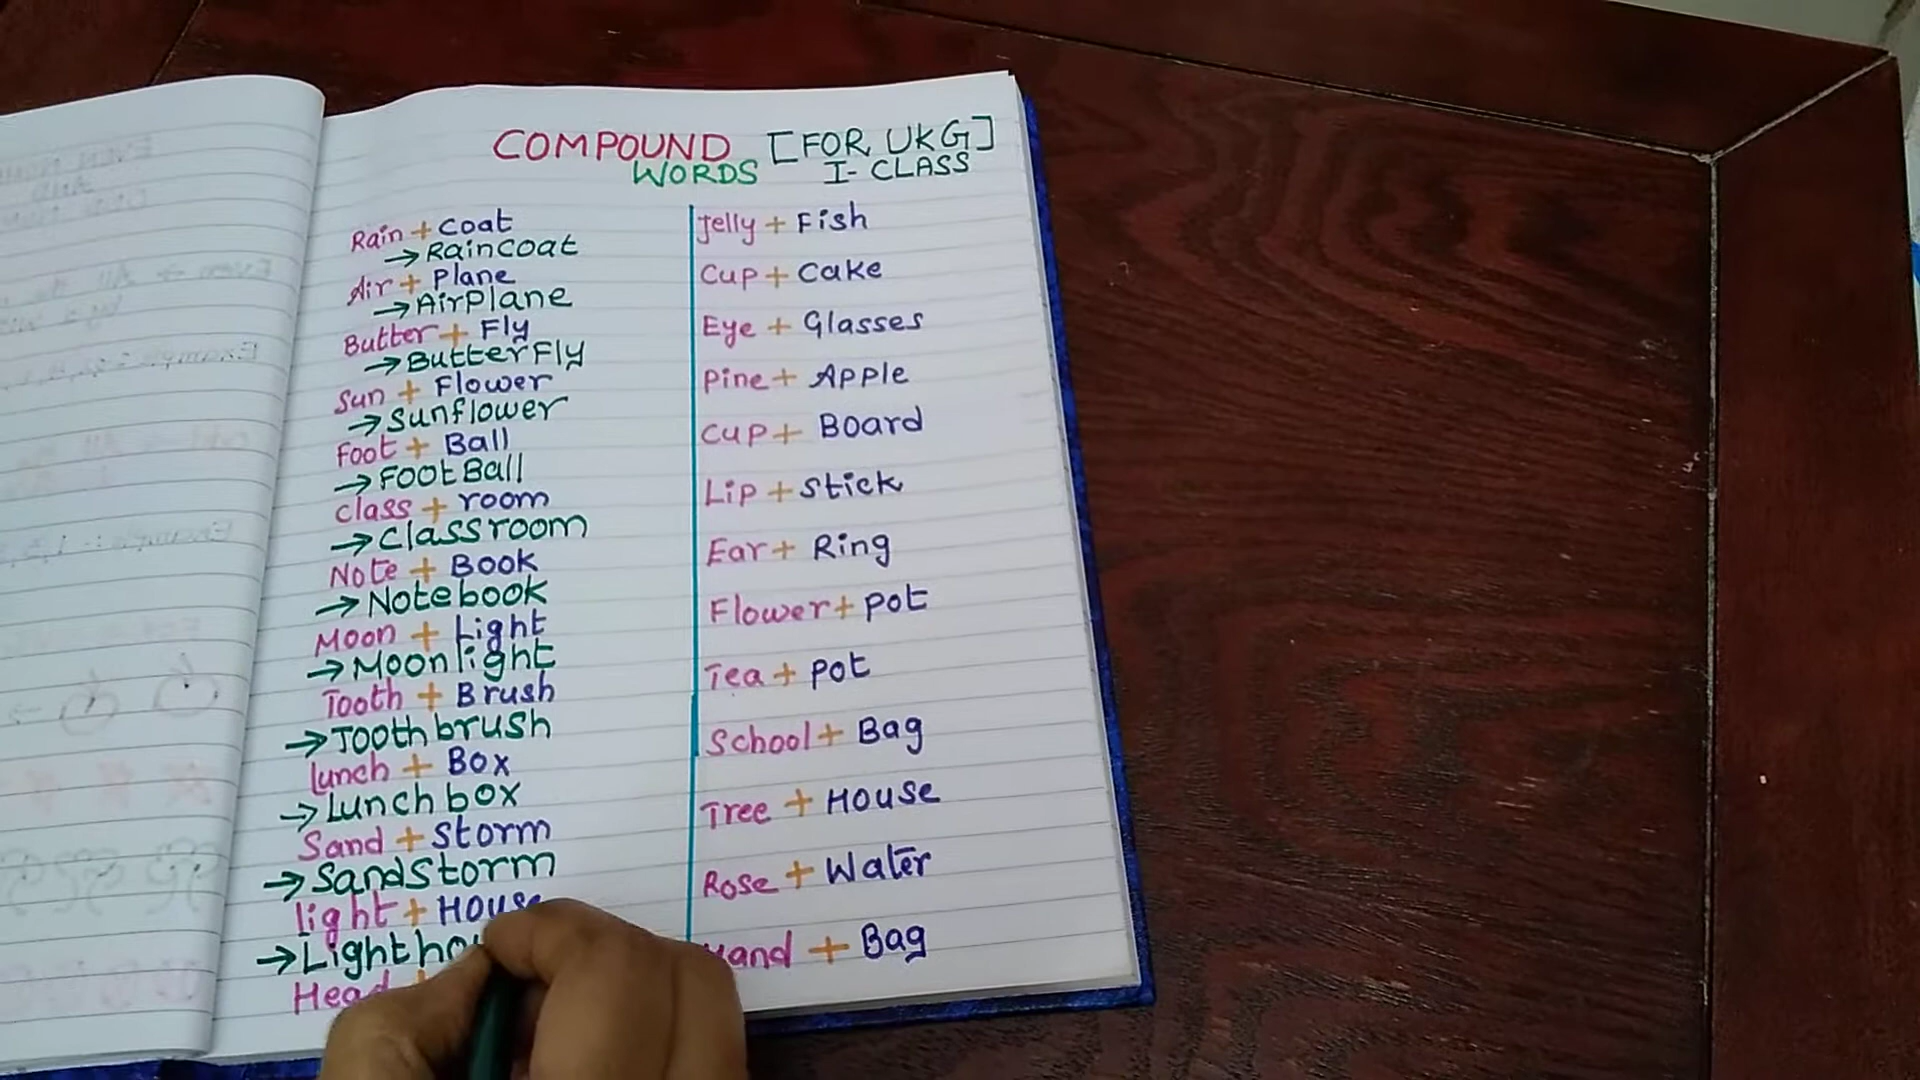 COMPOUND [FOR UKG]
WORDS I- CLASS
Rain + Coat
→ Raincoat
Air + Plane
→ AirPlane
Butter + Fly
→ ButterFly
Sun + Flower
→ Sunflower
Foot + Ball
→ FootBall
Class + room
→ Classroom
Note + Book
→ Notebook
Moon + Light
→ Moonlight
Tooth + Brush
→ Toothbrush
lunch + Box
→ Lunchbox
Sand + Storm
→ Sandstorm
light + House
→ Lightho
Head
Jelly + Fish
Cup + Cake
Eye + Glasses
Pine + Apple
Cup + Board
Lip + Stick
Ear + Ring
Flower + Pot
Tea + Pot
School + Bag
Tree + House
Rose + Water
Hand + Bag